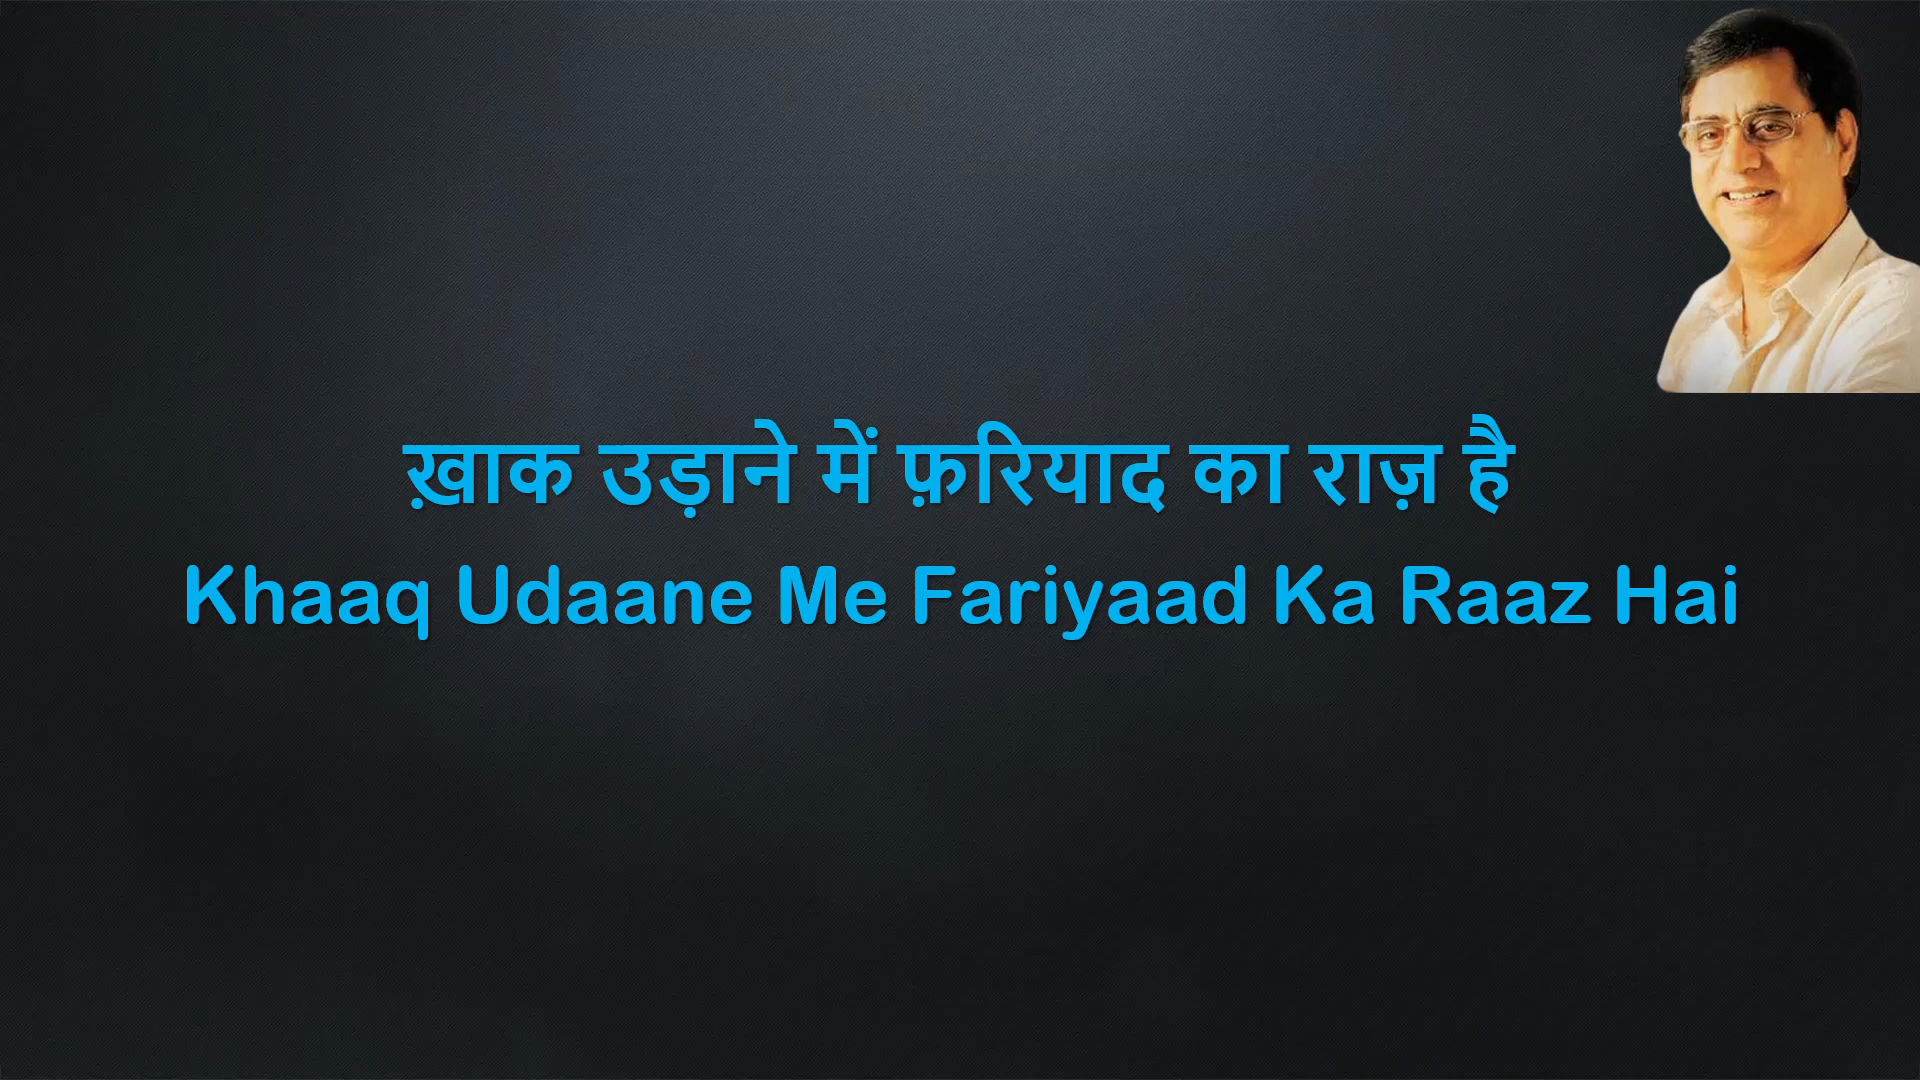 ख़ाक उड़ाने में फ़रियाद का राज़ है
Khaaq Udaane Me Fariyaad Ka Raaz Hai